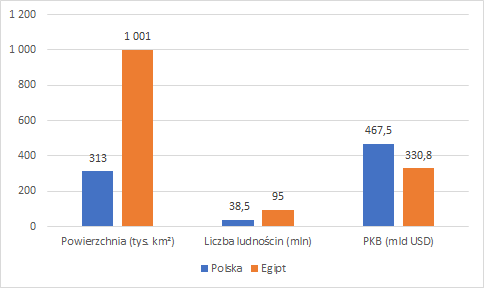 1 200
1 000
800
600
400
200
0
313
1 001
38,5
95
467,5
330,8
Powierzchnia (tys. km²)
Liczba ludnościn (mln)
PKB (mld USD)
Polska
Egipt